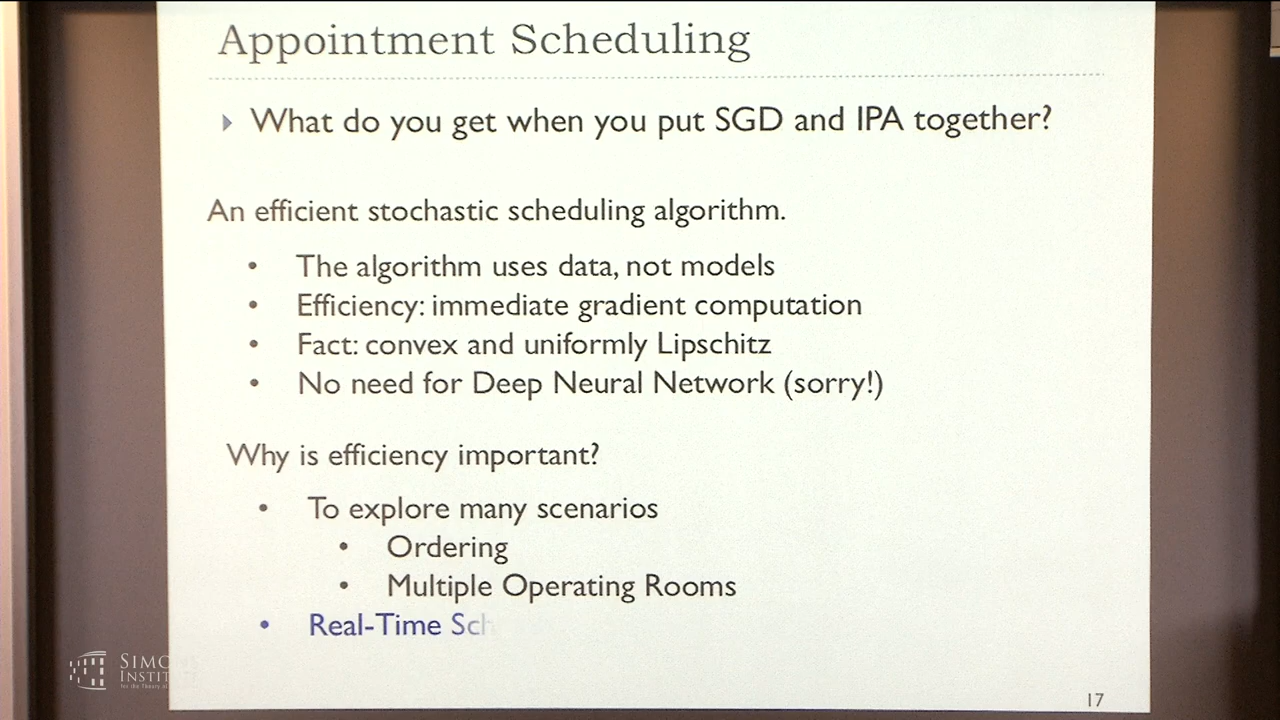 Appointment Scheduling
What do you get when you put SGD and IPA together?
An efficient stochastic scheduling algorithm.
• The algorithm uses data, not models
• Efficiency: immediate gradient computation
• Fact: convex and uniformly Lipschitz
• No need for Deep Neural Network (sorry!)
Why is efficiency important?
• To explore many scenarios
• Ordering
• Multiple Operating Rooms
• Real-Time Sch
17